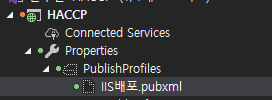 HACCP
Connected Services
Properties
PublishProfiles
IIS배포.pubxml